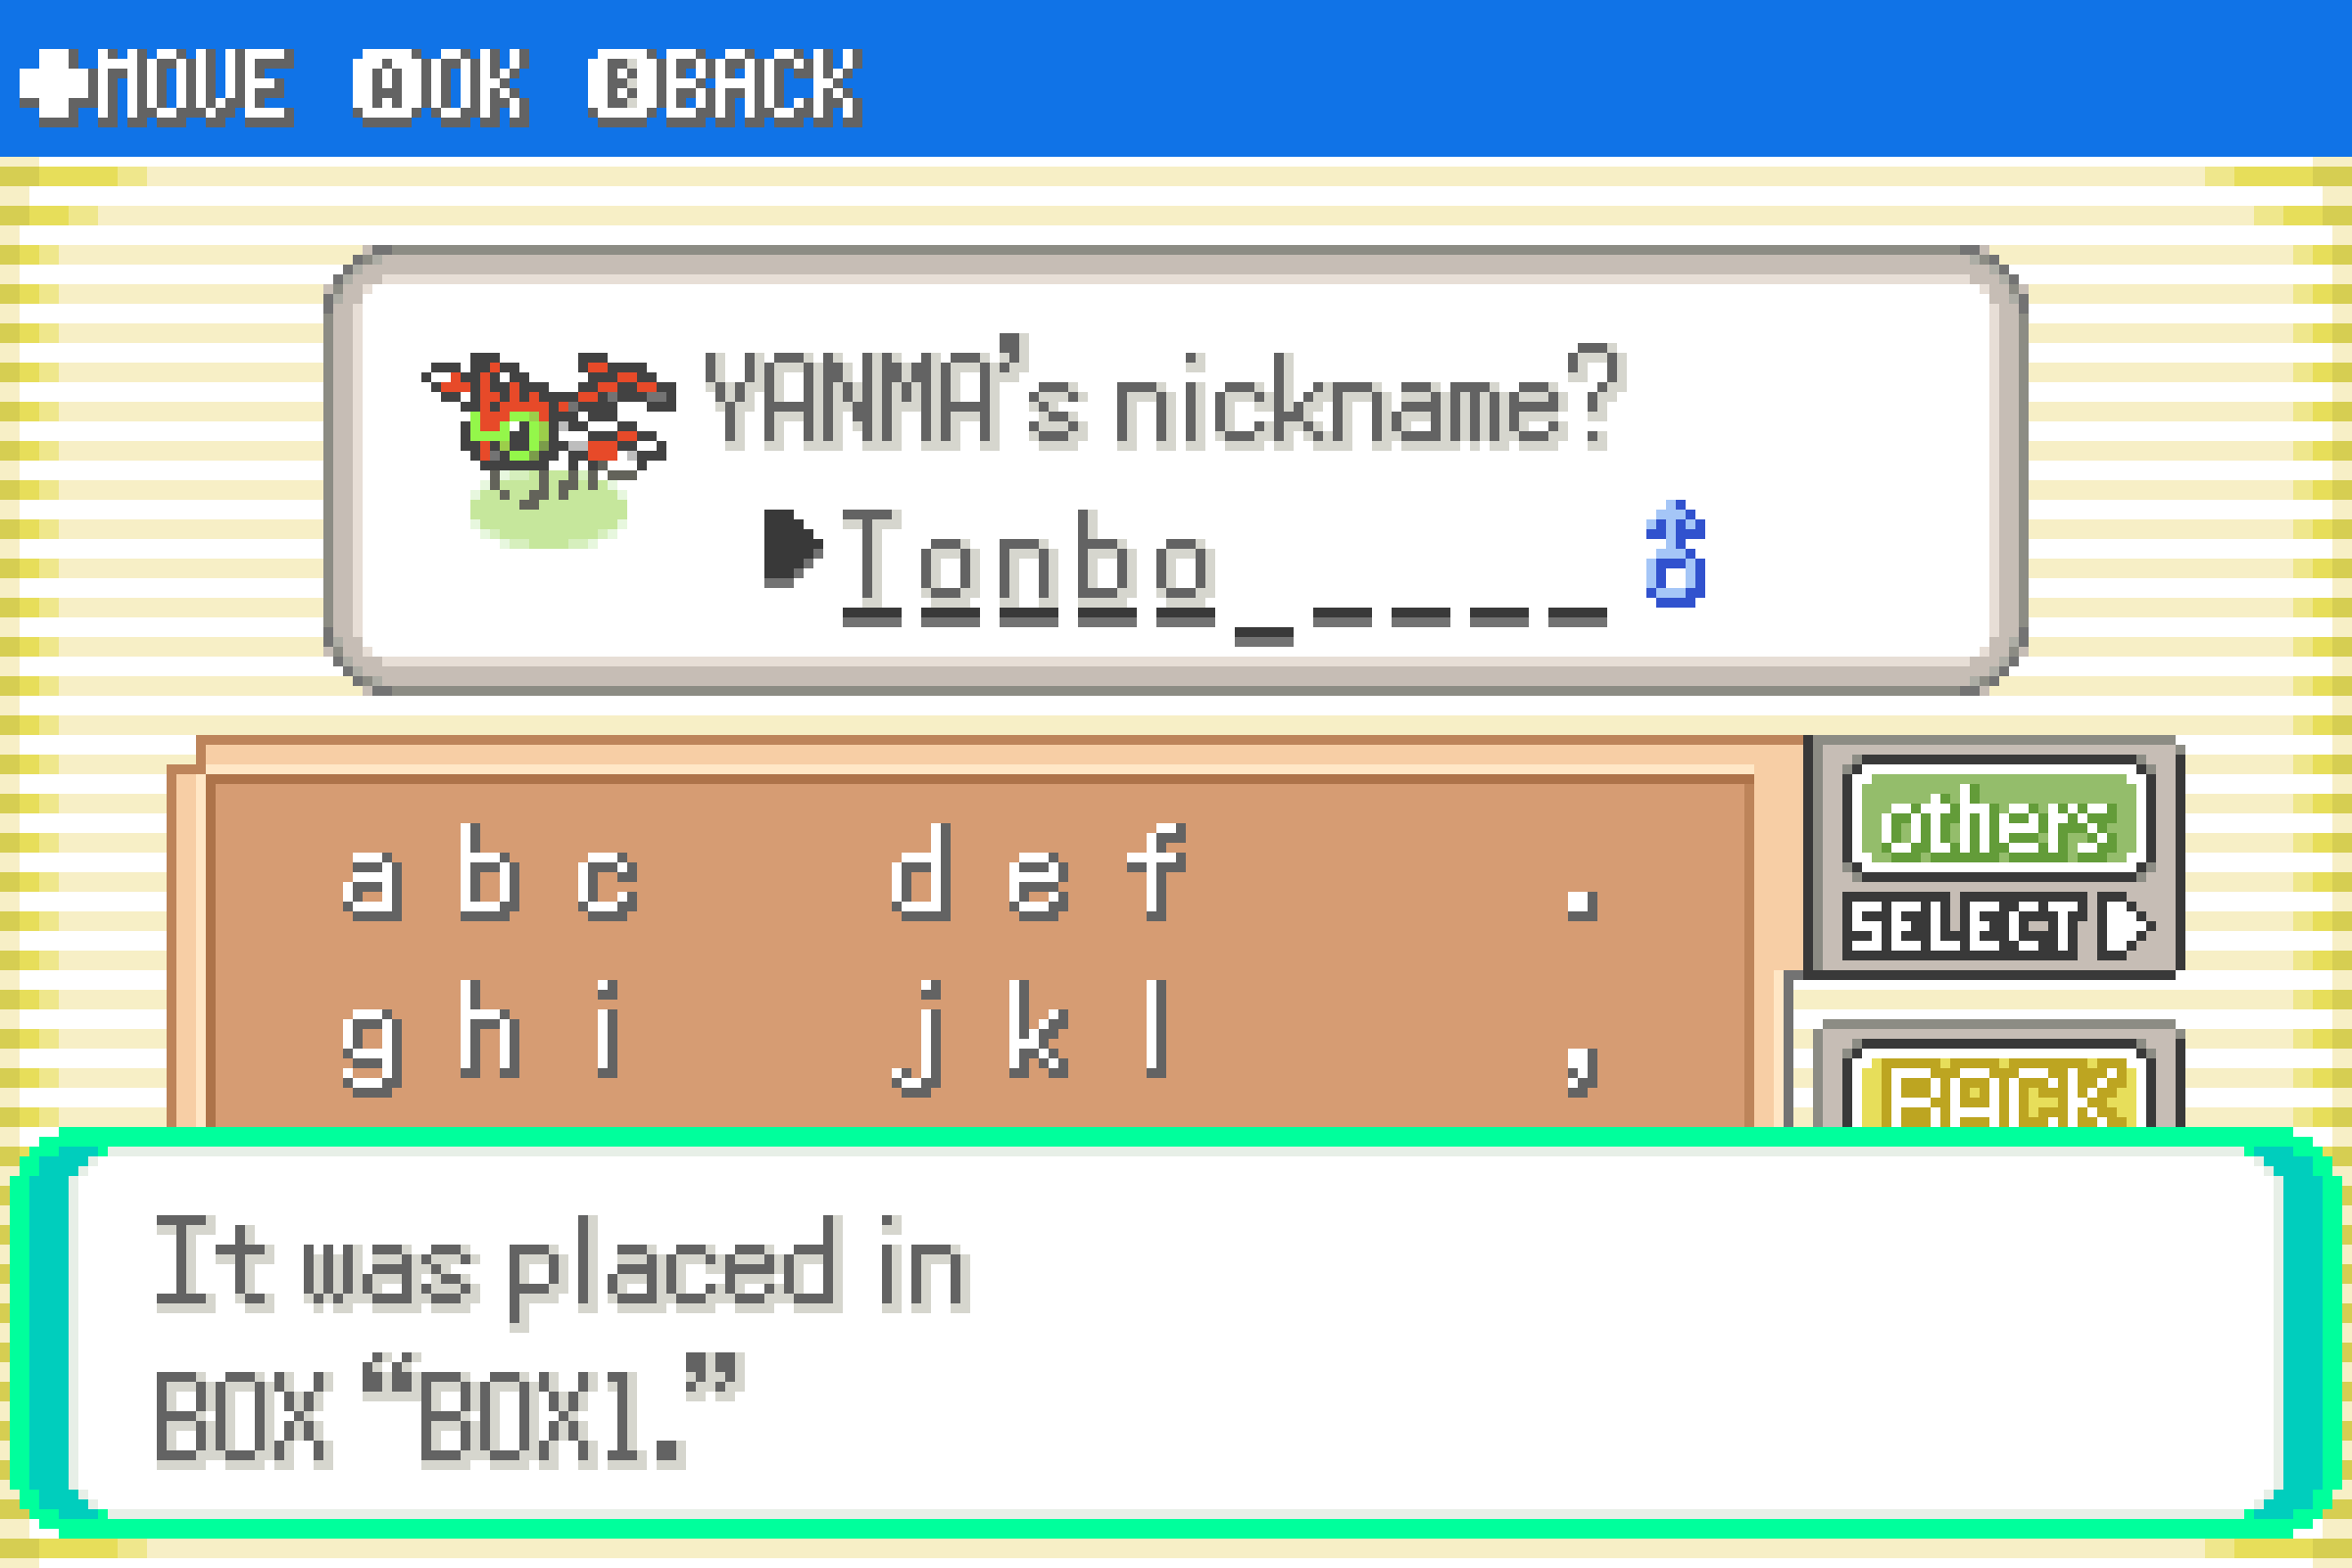 MOVE A OK B BACK
YANMA's nickname?
Tonbo
others
a b c d e f .
SELECT
g h i j k l ,
BACK
It was placed in
BOX “BOX1.”